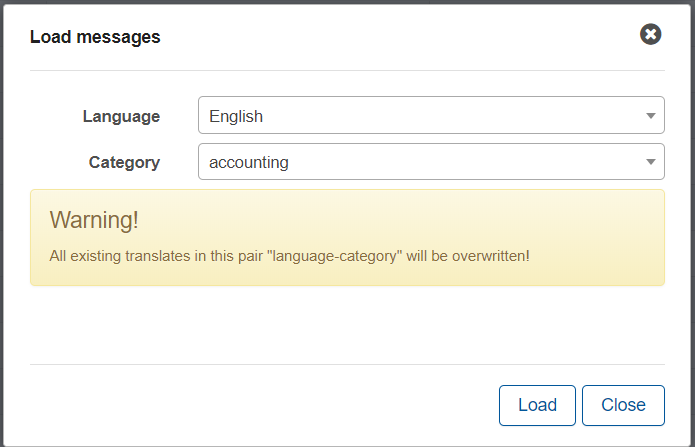 Load messages
Language English
Category accounting
Warning!
All existing translates in this pair "language-category" will be overwritten!
Load Close